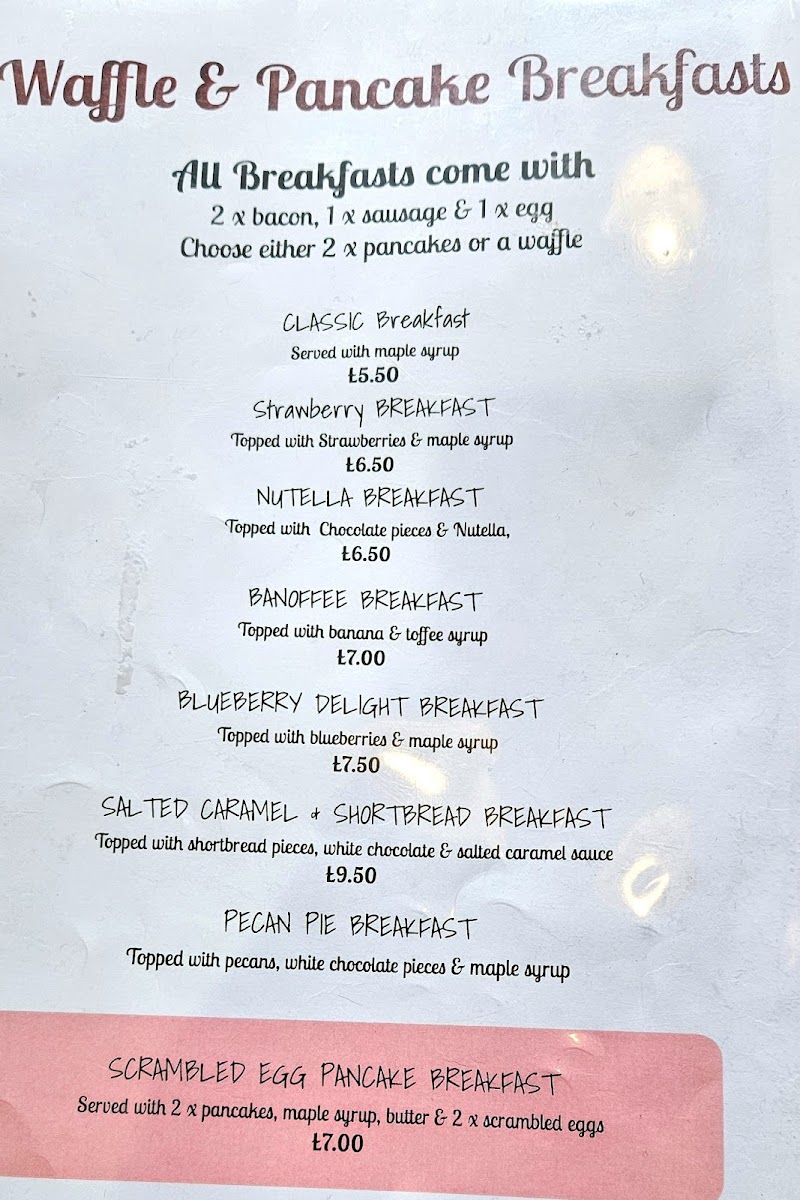 Waffle & Pancake Breakfasts
All Breakfasts come with
2 x bacon, 1 x sausage & 1 x egg
Choose either 2 x pancakes or a waffle
CLASSIC Breakfast
Served with maple syrup
£5.50
Strawberry BREAKFAST
Topped with Strawberries & maple syrup
£6.50
NUTELLA BREAKFAST
Topped with Chocolate pieces & Nutella,
£6.50
BANOFFEE BREAKFAST
Topped with banana & toffee syrup
£7.00
BLUEBERRY DELIGHT BREAKFAST
Topped with blueberries & maple syrup
£7.50
SALTED CARAMEL & SHORTBREAD BREAKFAST
Topped with shortbread pieces, white chocolate & salted caramel sauce
£9.50
PECAN PIE BREAKFAST
Topped with pecans, white chocolate pieces & maple syrup
SCRAMBLED EGG PANCAKE BREAKFAST
Served with 2 x pancakes, maple syrup, butter & 2 x scrambled eggs
£7.00